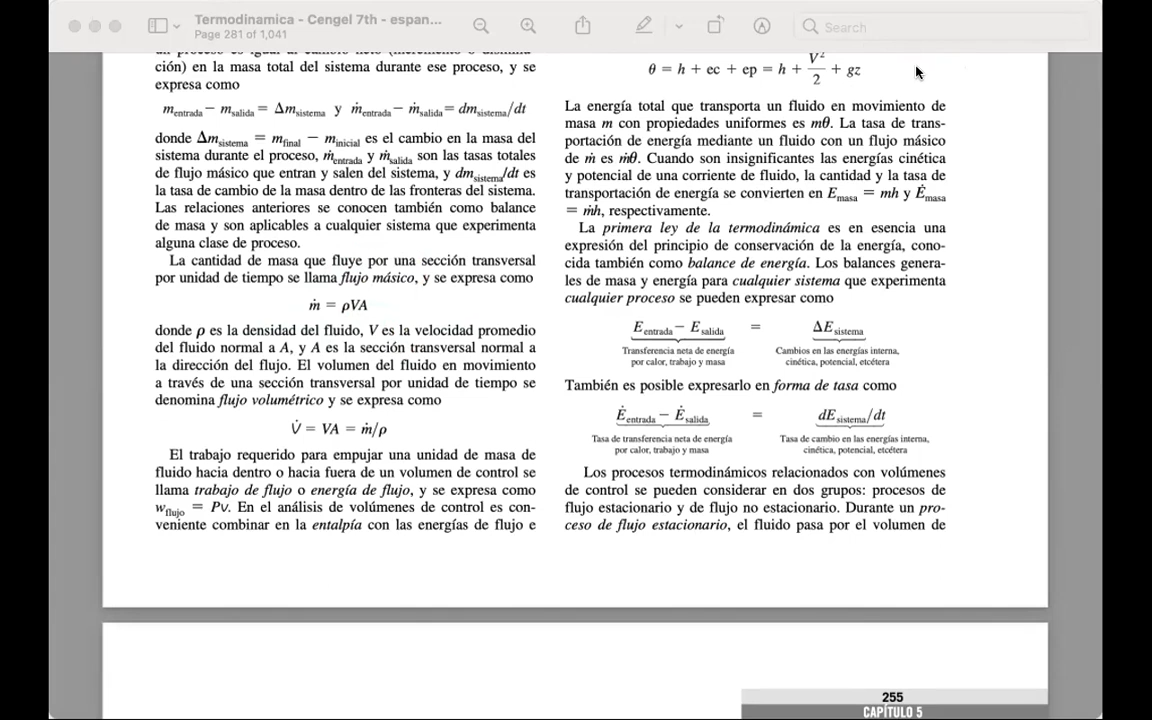 Termodinamica - Cengel 7th - espan...
Page 281 of 1,041
Search
ción) en la masa total del sistema durante ese proceso, y se
expresa como
mentrada − msalida = Δmsistema y ṁentrada − ṁsalida = dmsistema/dt
donde Δmsistema = mfinal − minicial es el cambio en la masa del
sistema durante el proceso, ṁentrada y ṁsalida son las tasas totales
de flujo másico que entran y salen del sistema, y dmsistema/dt es
la tasa de cambio de la masa dentro de las fronteras del sistema.
Las relaciones anteriores se conocen también como balance
de masa y son aplicables a cualquier sistema que experimenta
alguna clase de proceso.
La cantidad de masa que fluye por una sección transversal
por unidad de tiempo se llama flujo másico, y se expresa como
ṁ = ρVA
donde ρ es la densidad del fluido, V es la velocidad promedio
del fluido normal a A, y A es la sección transversal normal a
la dirección del flujo. El volumen del fluido en movimiento
a través de una sección transversal por unidad de tiempo se
denomina flujo volumétrico y se expresa como
V̇ = VA = ṁ/ρ
El trabajo requerido para empujar una unidad de masa de
fluido hacia dentro o hacia fuera de un volumen de control se
llama trabajo de flujo o energía de flujo, y se expresa como
wflujo = Pv. En el análisis de volúmenes de control es con-
veniente combinar en la entalpía con las energías de flujo e
θ = h + ec + ep = h + V²/2 + gz
La energía total que transporta un fluido en movimiento de
masa m con propiedades uniformes es mθ. La tasa de trans-
portación de energía mediante un fluido con un flujo másico
de ṁ es ṁθ. Cuando son insignificantes las energías cinética
y potencial de una corriente de fluido, la cantidad y la tasa de
transportación de energía se convierten en Emasa = mh y Ėmasa
= ṁh, respectivamente.
La primera ley de la termodinámica es en esencia una
expresión del principio de conservación de la energía, cono-
cida también como balance de energía. Los balances genera-
les de masa y energía para cualquier sistema que experimenta
cualquier proceso se pueden expresar como
Eentrada − Esalida = ΔEsistema
Transferencia neta de energía Cambios en las energías interna,
por calor, trabajo y masa cinética, potencial, etcétera
También es posible expresarlo en forma de tasa como
Ėentrada − Ėsalida = dEsistema/dt
Tasa de transferencia neta de energía Tasa de cambio en las energías interna,
por calor, trabajo y masa cinética, potencial, etcétera
Los procesos termodinámicos relacionados con volúmenes
de control se pueden considerar en dos grupos: procesos de
flujo estacionario y de flujo no estacionario. Durante un pro-
ceso de flujo estacionario, el fluido pasa por el volumen de
255
CAPÍTULO 5